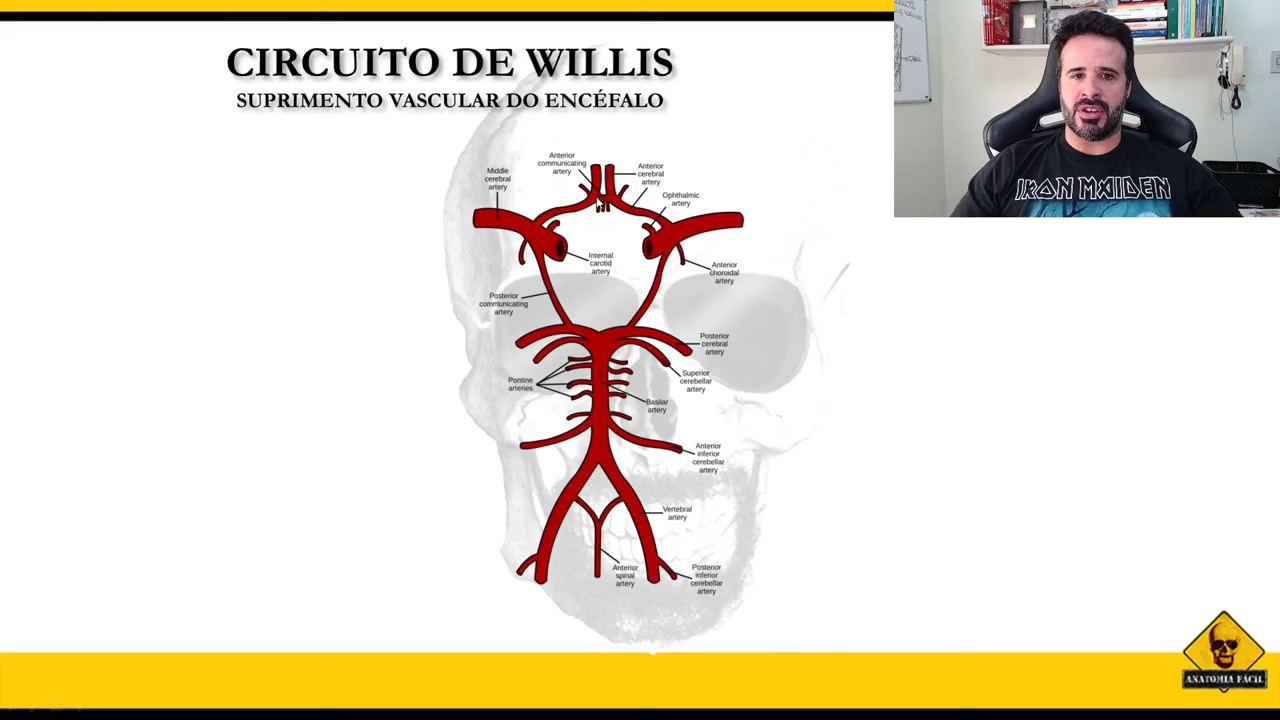 CIRCUITO DE WILLIS
SUPRIMENTO VASCULAR DO ENCÉFALO
IRON MAIDEN
Anterior
communicating
artery
Middle
cerebral
artery
Anterior
cerebral
artery
Ophthalmic
artery
Internal
carotid
artery
Anterior
choroidal
artery
Posterior
communicating
artery
Posterior
cerebral
artery
Superior
cerebellar
artery
Pontine
arteries
Basilar
artery
Anterior
inferior
cerebellar
artery
Vertebral
artery
Anterior
spinal
artery
Posterior
inferior
cerebellar
artery
ANATOMIA FÁCIL